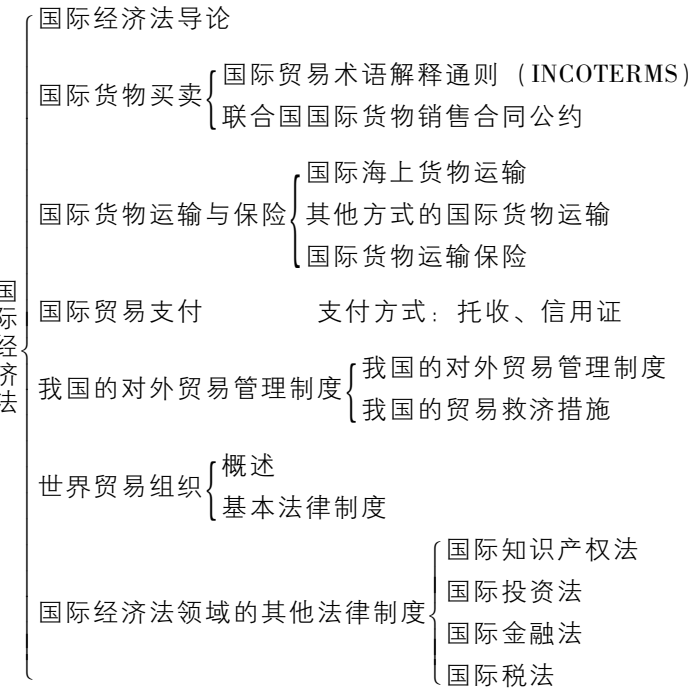 国际经济法
国际经济法导论
国际货物买卖
国际贸易术语解释通则（INCOTERMS）
联合国国际货物销售合同公约
国际货物运输与保险
国际海上货物运输
其他方式的国际货物运输
国际货物运输保险
国际贸易支付 支付方式：托收、信用证
我国的对外贸易管理制度
我国的对外贸易管理制度
我国的贸易救济措施
世界贸易组织
概述
基本法律制度
国际经济法领域的其他法律制度
国际知识产权法
国际投资法
国际金融法
国际税法